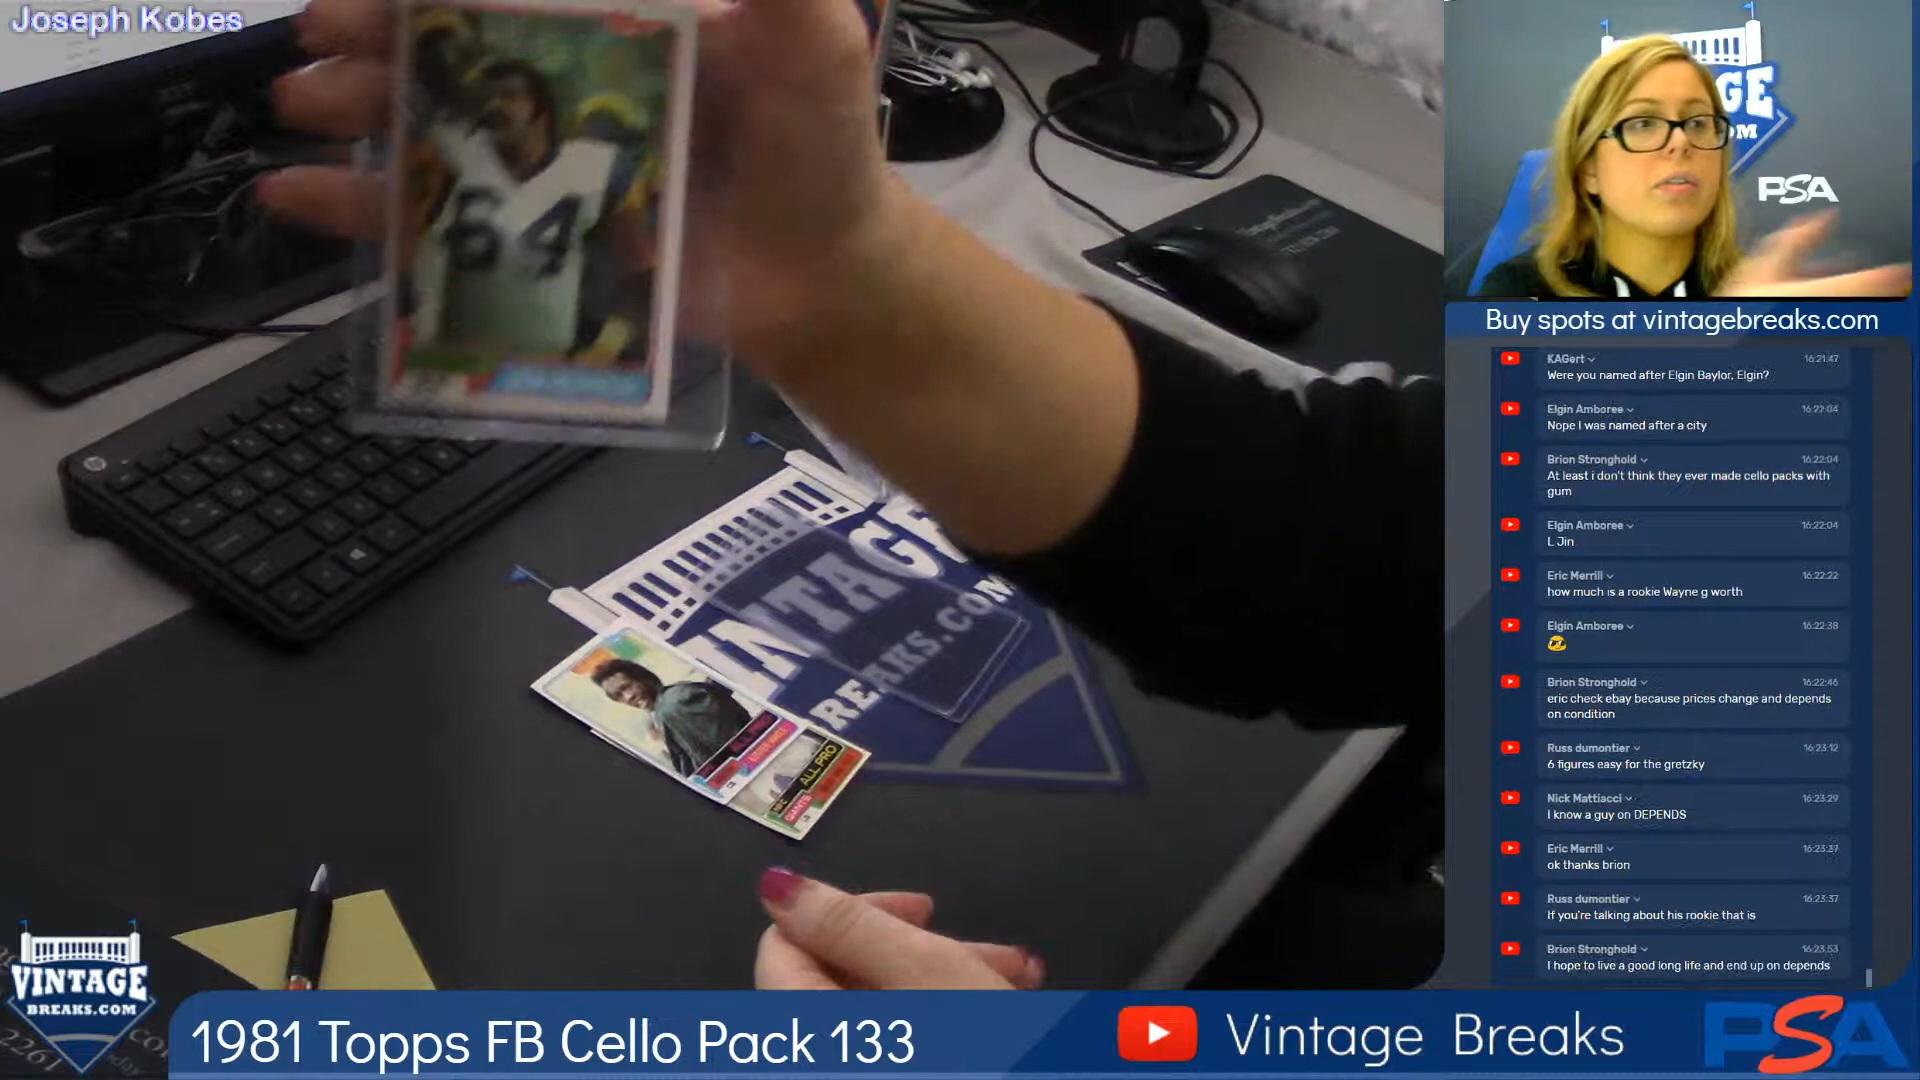 Joseph Kobes
64
GE
OM
PSA
Buy spots at vintagebreaks.com
KAGert 16:21:47
Were you named after Elgin Baylor, Elgin?
Elgin Amboree 16:22:04
Nope I was named after a city
Brion Stronghold 16:22:04
At least i don't think they ever made cello packs with
gum
Elgin Amboree 16:22:04
L Jin
Eric Merrill 16:22:22
how much is a rookie Wayne g worth
Elgin Amboree 16:22:38
Brion Stronghold 16:22:46
eric check ebay because prices change and depends
on condition
Russ dumontier 16:23:12
6 figures easy for the gretzky
Nick Mattiacci 16:23:29
I know a guy on DEPENDS
Eric Merrill 16:23:37
ok thanks brion
Russ dumontier 16:23:37
If you're talking about his rookie that is
Brion Stronghold 16:23:53
I hope to live a good long life and end up on depends
INTAGE
REAKS.COM
ALL PRO
ALL PRO
GIANTS
VINTAGE
BREAKS.COM
1981 Topps FB Cello Pack 133
Vintage Breaks
PSA